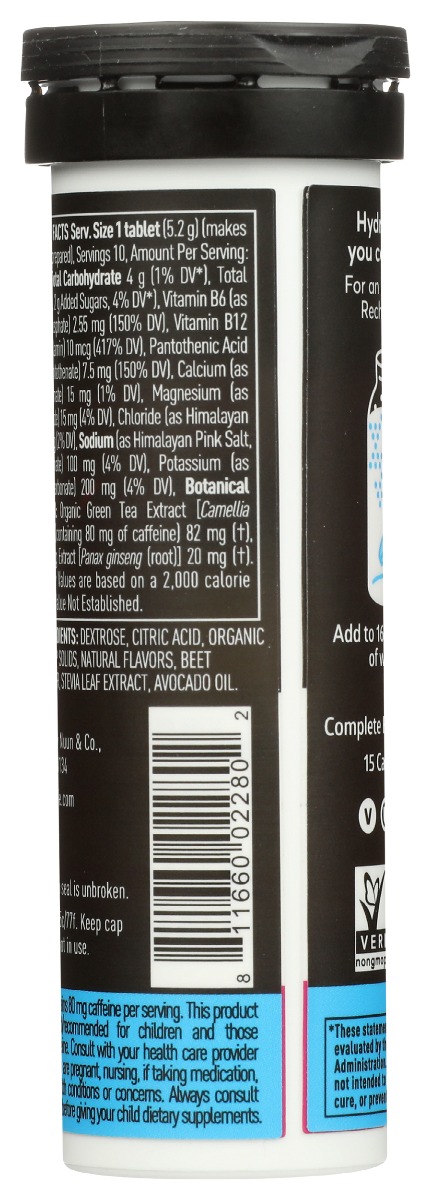 FACTS Serv. Size 1 tablet (5.2 g) (makes
Servings 10, Amount Per Serving:
Total Carbohydrate 4 g (1% DV*), Total
Added Sugars, 4% DV*), Vitamin B6 (as
2.55 mg (150% DV), Vitamin B12
10 mcg (417% DV), Pantothenic Acid
7.5 mg (150% DV), Calcium (as
15 mg (1% DV), Magnesium (as
15 mg (4% DV), Chloride (as Himalayan
Sodium (as Himalayan Pink Salt,
100 mg (4% DV), Potassium (as
200 mg (4% DV), Botanical
Organic Green Tea Extract [Camellia
containing 80 mg of caffeine) 82 mg (†),
Extract [Panax ginseng (root)] 20 mg (†).
Values are based on a 2,000 calorie
Value Not Established.
DIENTS: DEXTROSE, CITRIC ACID, ORGANIC
SOLIDS, NATURAL FLAVORS, BEET
STEVIA LEAF EXTRACT, AVOCADO OIL.
Nuun & Co.,
.com
seal is unbroken.
/77f. Keep cap
in use.
8 11660 02280 2
80 mg caffeine per serving. This product
recommended for children and those
Consult with your health care provider
are pregnant, nursing, if taking medication,
conditions or concerns. Always consult
before giving your child dietary supplements.
Hydr
you c
For an
Rech
Add to 16
of w
Complete
15 Ca
V
VERI
nongmop
*These stateme
evaluated by th
Administration.
not intended to
cure, or preven